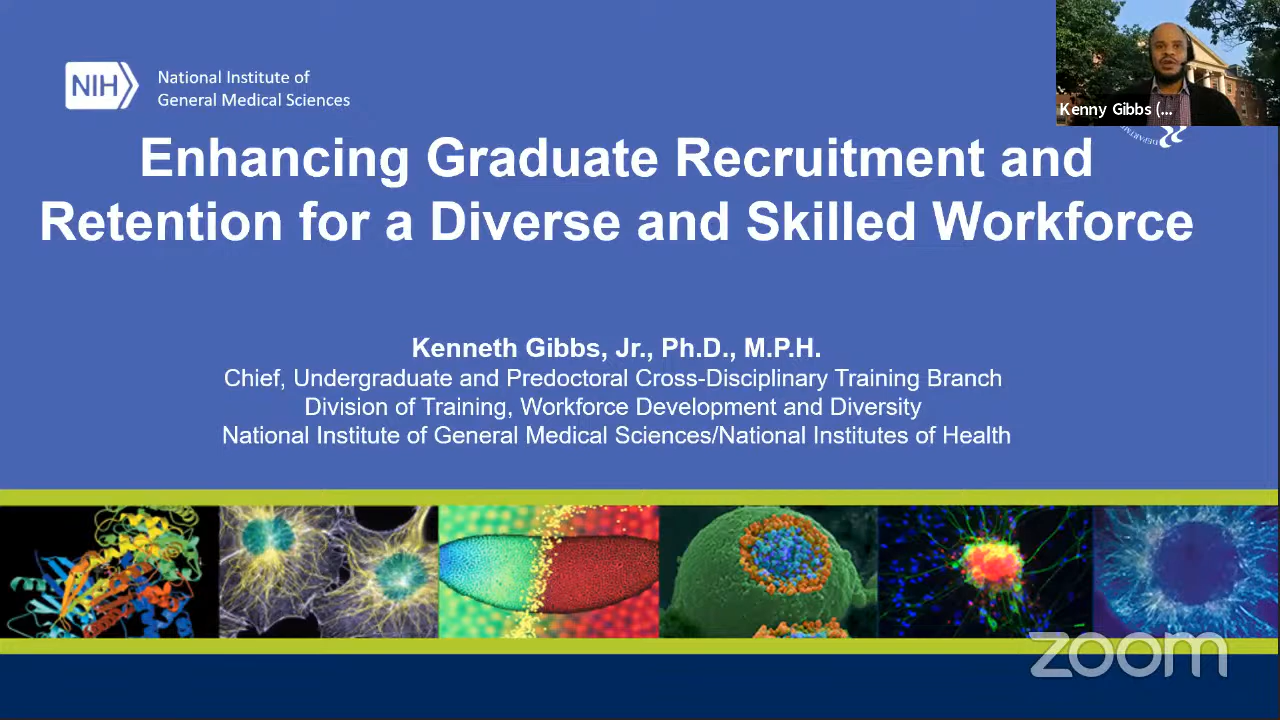 NIH
National Institute of
General Medical Sciences
Kenny Gibbs (...
Enhancing Graduate Recruitment and
Retention for a Diverse and Skilled Workforce
Kenneth Gibbs, Jr., Ph.D., M.P.H.
Chief, Undergraduate and Predoctoral Cross-Disciplinary Training Branch
Division of Training, Workforce Development and Diversity
National Institute of General Medical Sciences/National Institutes of Health
zoom